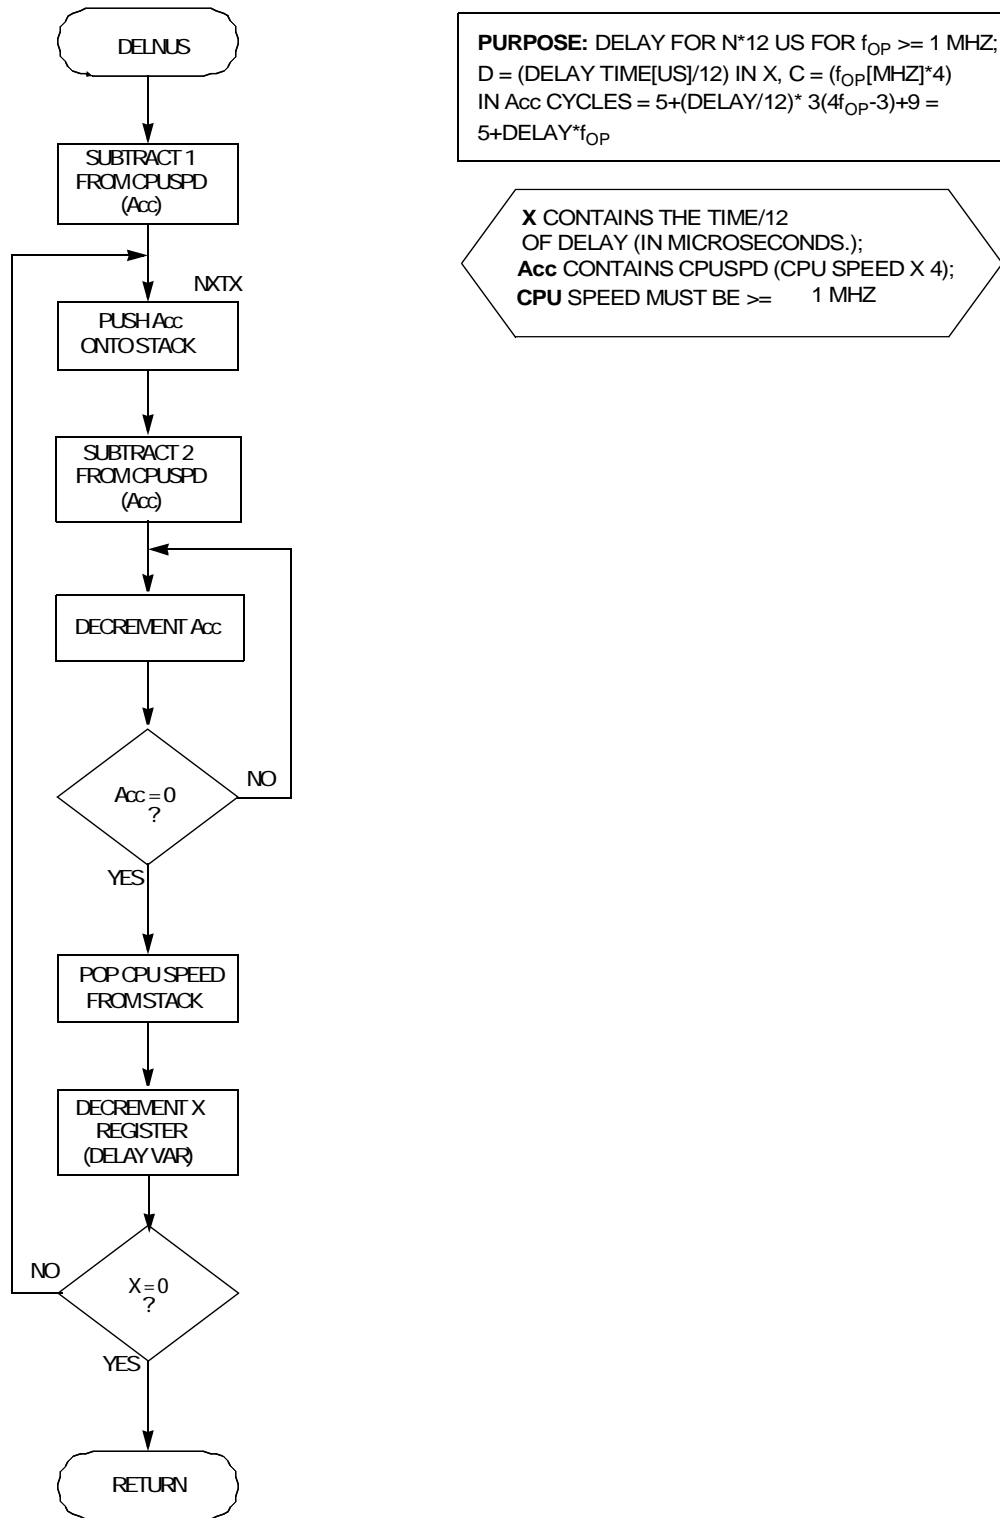 DELNUS
SUBTRACT 1
FROM CPUSPD
(Acc)
NXTX
PUSH Acc
ONTO STACK
SUBTRACT 2
FROM CPUSPD
(Acc)
DECREMENT Acc
Acc = 0
?
NO
YES
POP CPU SPEED
FROM STACK
DECREMENT X
REGISTER
(DELAY VAR)
X = 0
?
NO
YES
RETURN
PURPOSE: DELAY FOR N*12 US FOR fOP >= 1 MHZ;
D = (DELAY TIME[US]/12) IN X, C = (fOP[MHZ]*4)
IN Acc CYCLES = 5+(DELAY/12)* 3(4fOP-3)+9 =
5+DELAY*fOP
X CONTAINS THE TIME/12
OF DELAY (IN MICROSECONDS.);
Acc CONTAINS CPUSPD (CPU SPEED X 4);
CPU SPEED MUST BE >= 1 MHZ